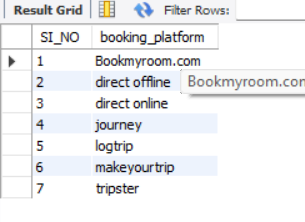 Result Grid Filter Rows:
SI_NO booking_platform
1 Bookmyroom.com
2 direct offline Bookmyroom.com
3 direct online
4 journey
5 logtrip
6 makeyourtrip
7 tripster